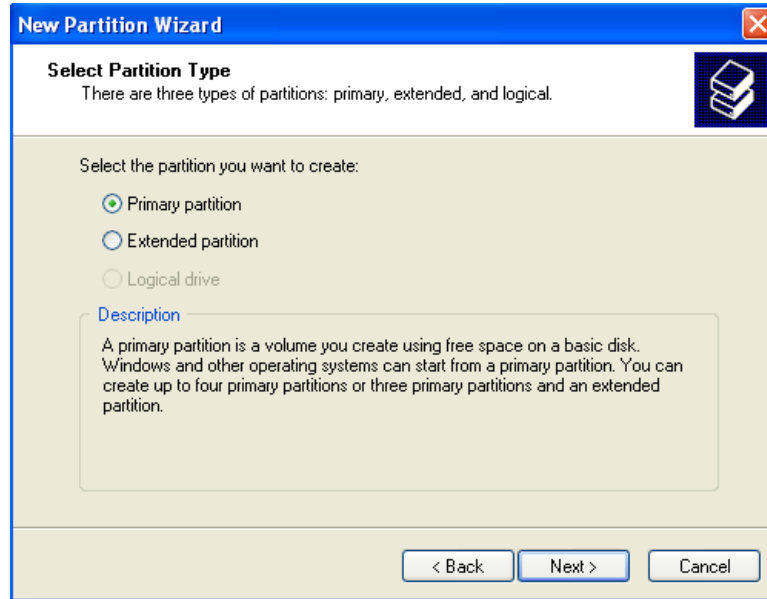 New Partition Wizard
Select Partition Type
There are three types of partitions: primary, extended, and logical.
Select the partition you want to create:
Primary partition
Extended partition
Logical drive
Description
A primary partition is a volume you create using free space on a basic disk.
Windows and other operating systems can start from a primary partition. You can
create up to four primary partitions or three primary partitions and an extended
partition.
< Back
Next >
Cancel